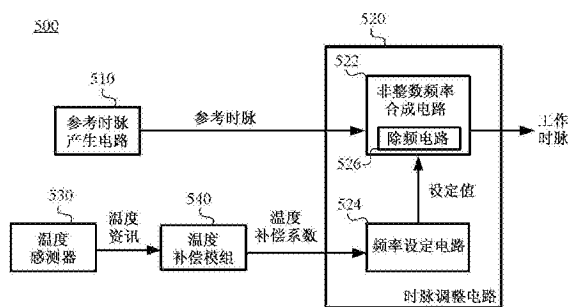 500
520
522
510
非整数频率
合成电路
参考时脉
产生电路
参考时脉
除频电路
526
工作
时脉
设定值
530
540
524
温度
感测器
温度
资讯
温度
补偿模组
温度
补偿系数
频率设定电路
时脉调整电路